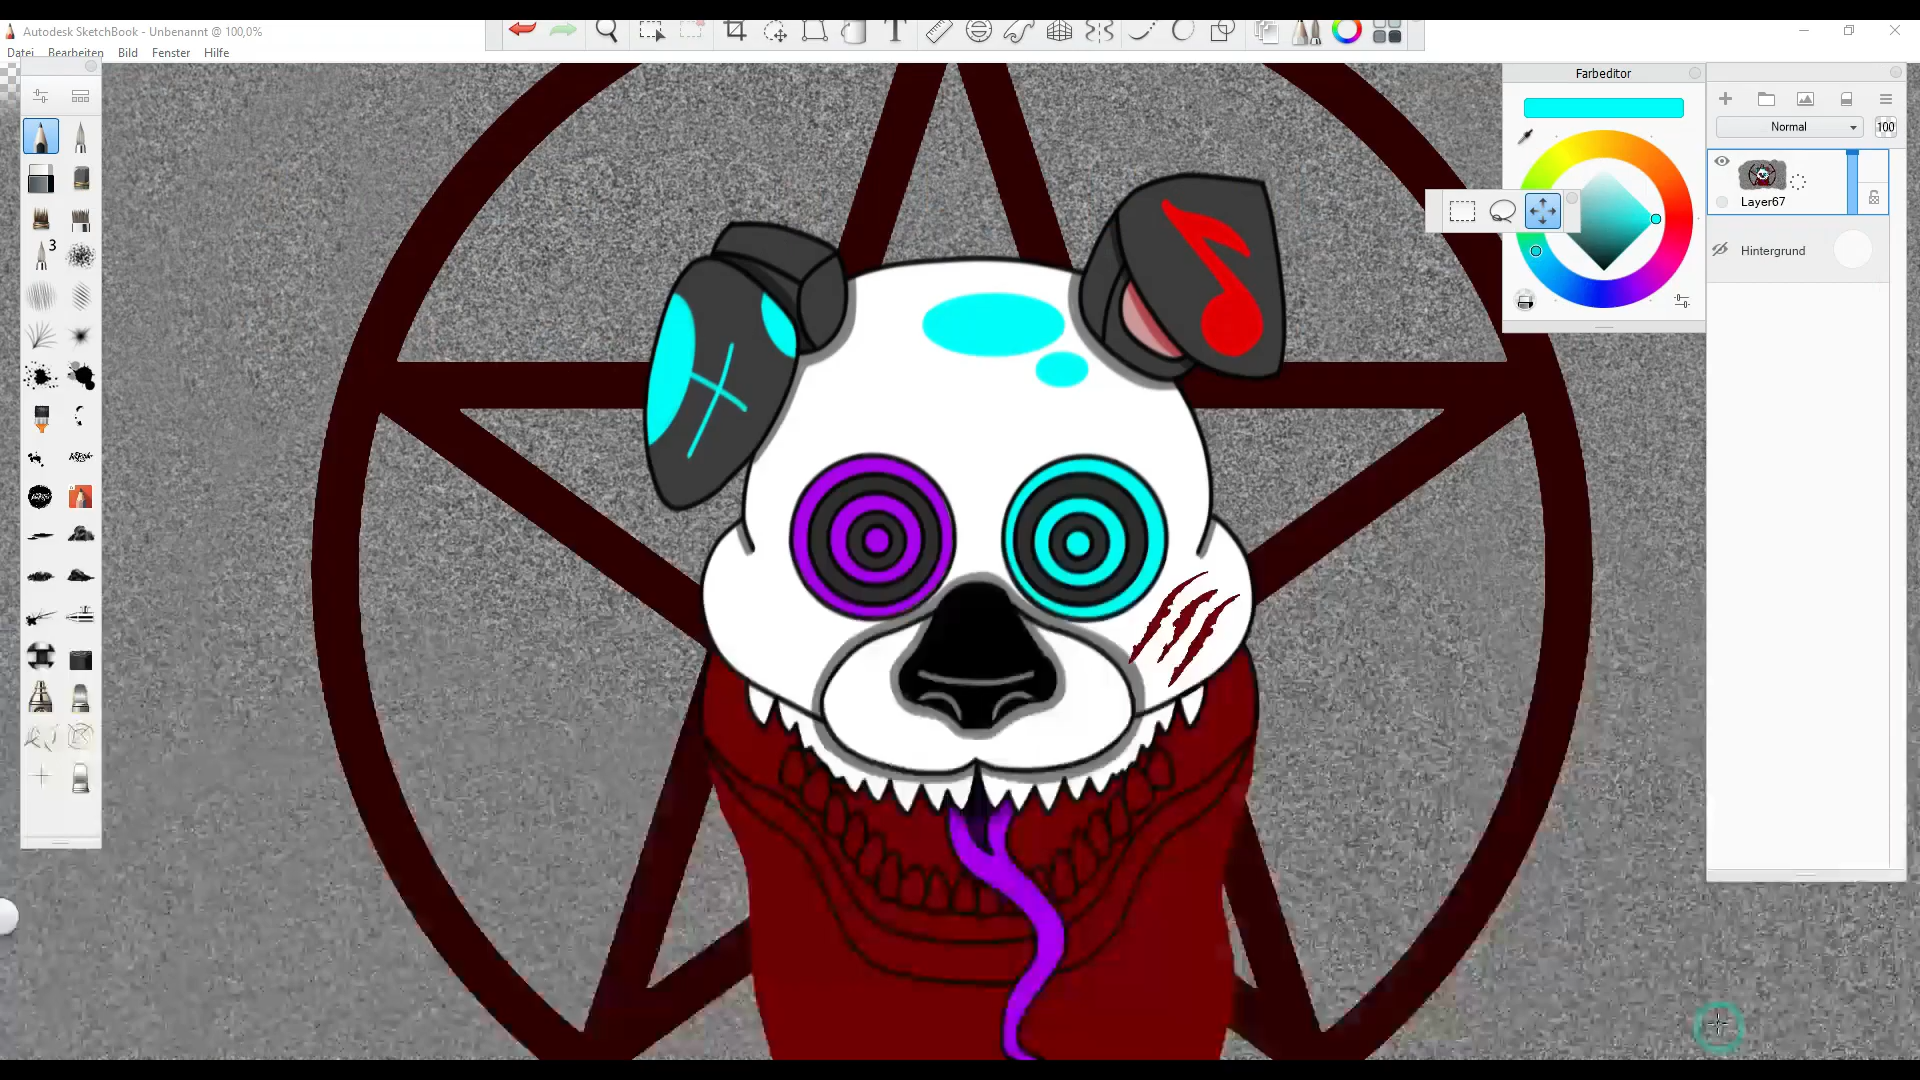 Autodesk SketchBook - Unbenannt @ 100,0%
Datei Bearbeiten Bild Fenster Hilfe
T
Farbeditor
Normal
100
Layer67
Hintergrund
3